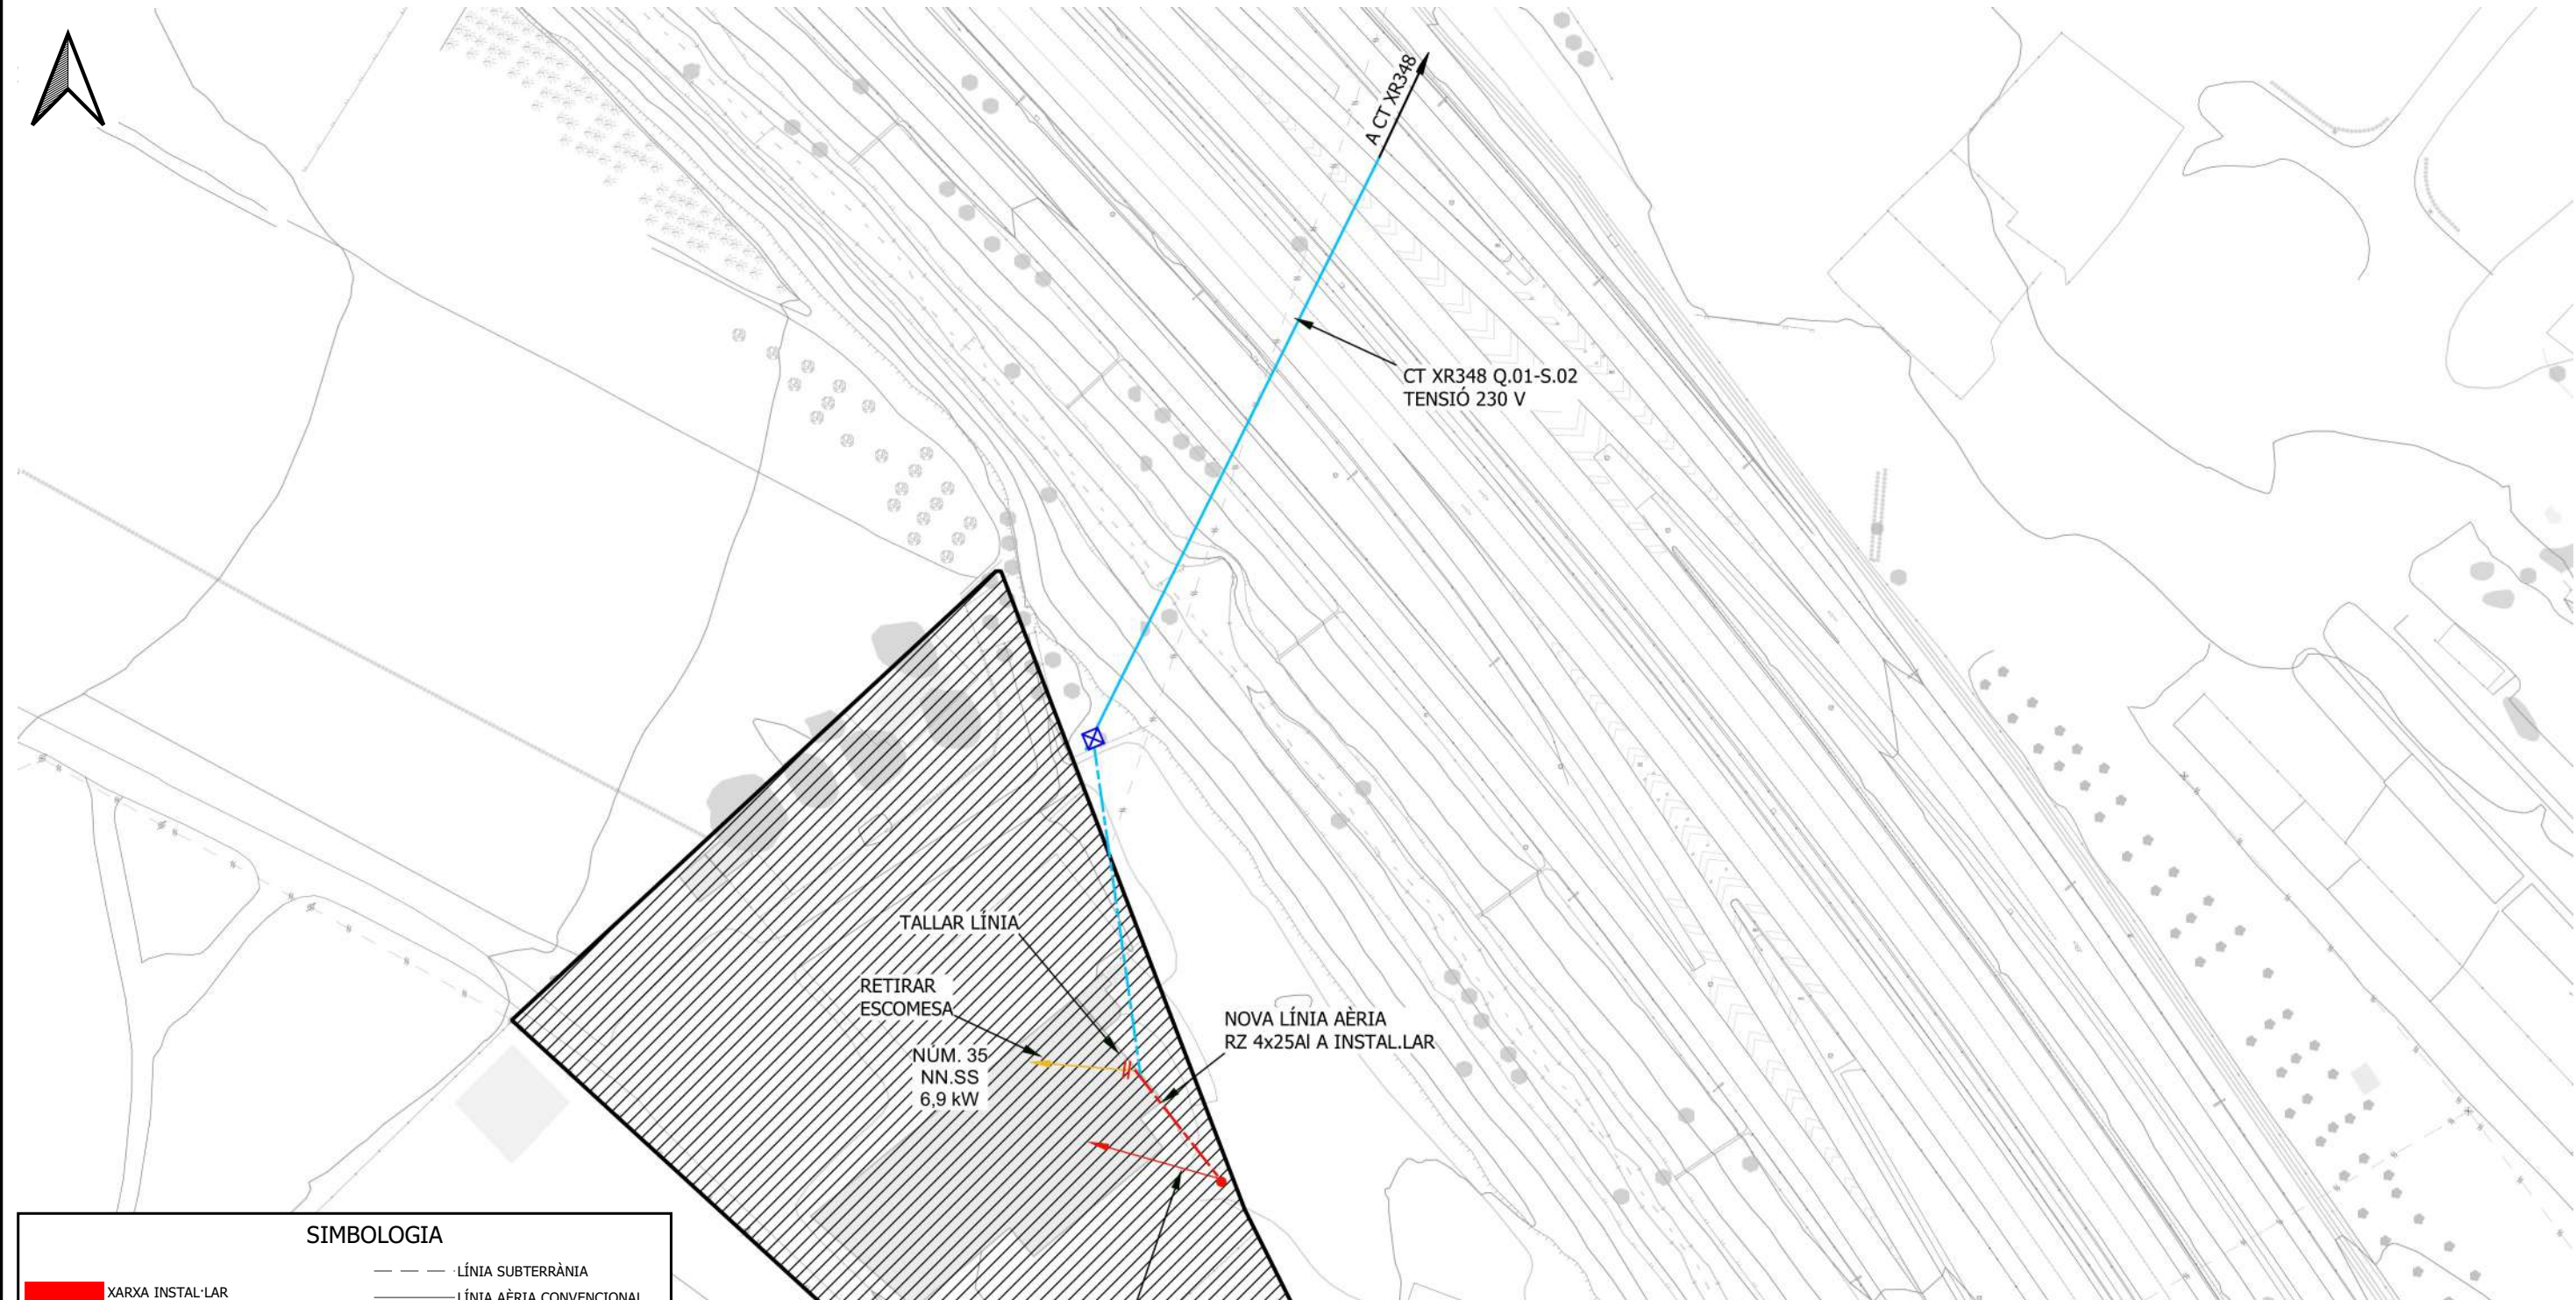 A CT XR348
CT XR348 Q.01-S.02
TENSIÓ 230 V
TALLAR LÍNIA
RETIRAR
ESCOMESA
NÚM. 35
NN.SS
6,9 kW
NOVA LÍNIA AÈRIA
RZ 4x25Al A INSTAL.LAR
SIMBOLOGIA
LÍNIA SUBTERRÀNIA
XARXA INSTAL·LAR
LÍNIA AÈRIA CONVENCIONAL